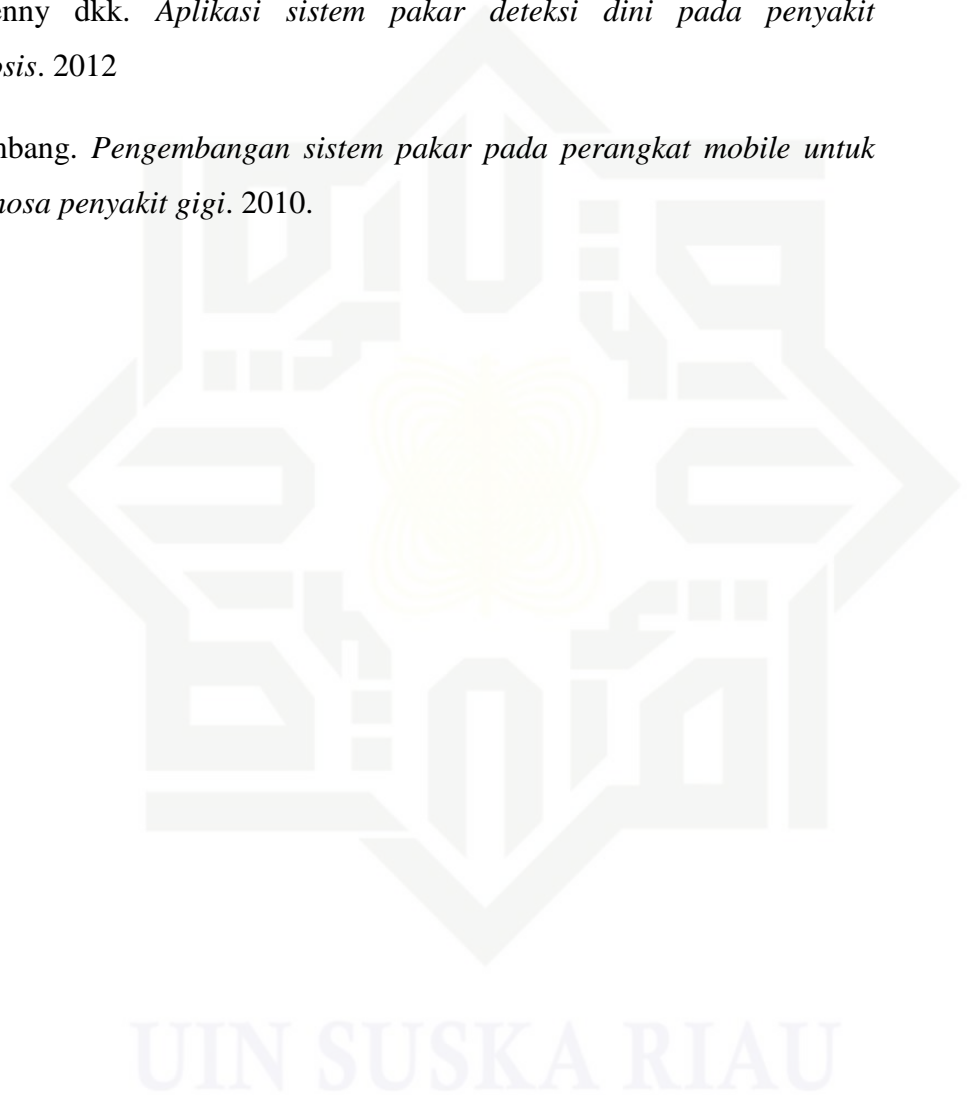 enny dkk. Aplikasi sistem pakar deteksi dini pada penyakit
osis. 2012
nbang. Pengembangan sistem pakar pada perangkat mobile untuk
nosa penyakit gigi. 2010.
UIN SUSKA RIAU